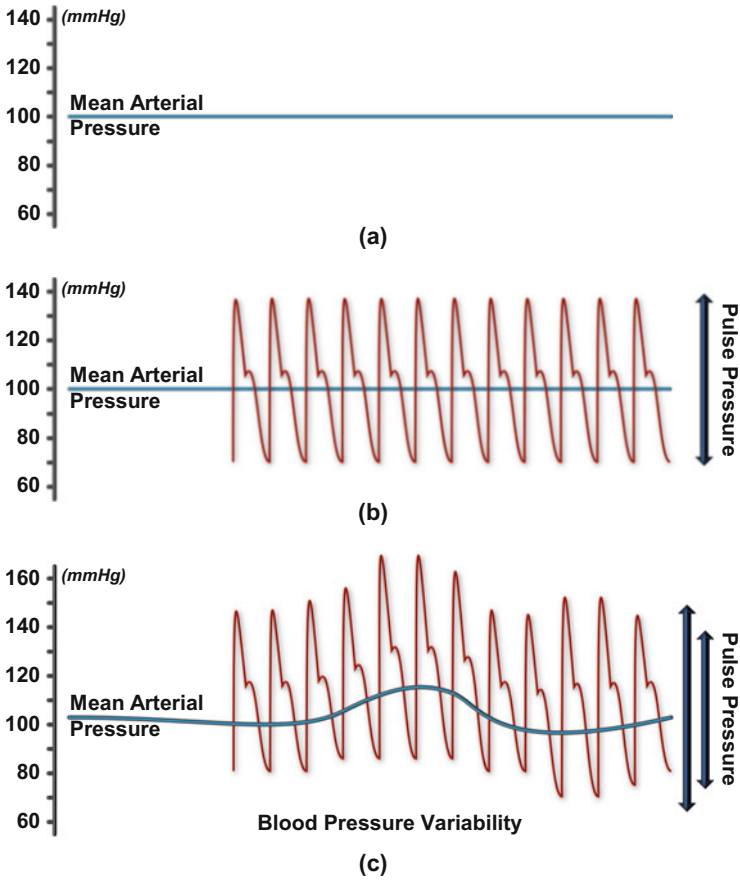 140
(mmHg)
120
Mean Arterial
100
Pressure
80
60
(a)
140
(mmHg)
120
Mean Arterial
100
Pressure
80
60
Pulse Pressure
(b)
160
(mmHg)
140
120
Mean Arterial
100
Pressure
80
60
Pulse Pressure
Blood Pressure Variability
(c)